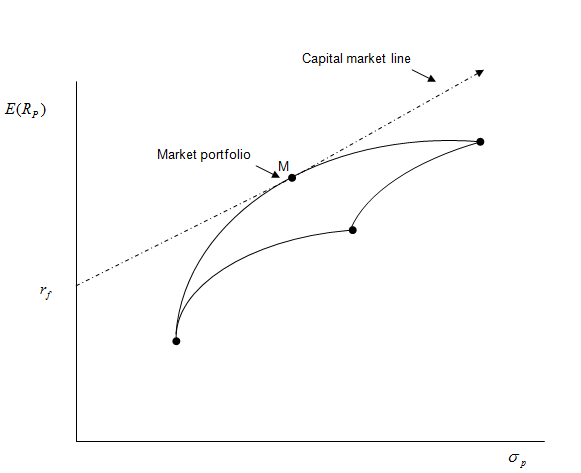 Capital market line
E(R_P)
Market portfolio
M
r_f
σ_p